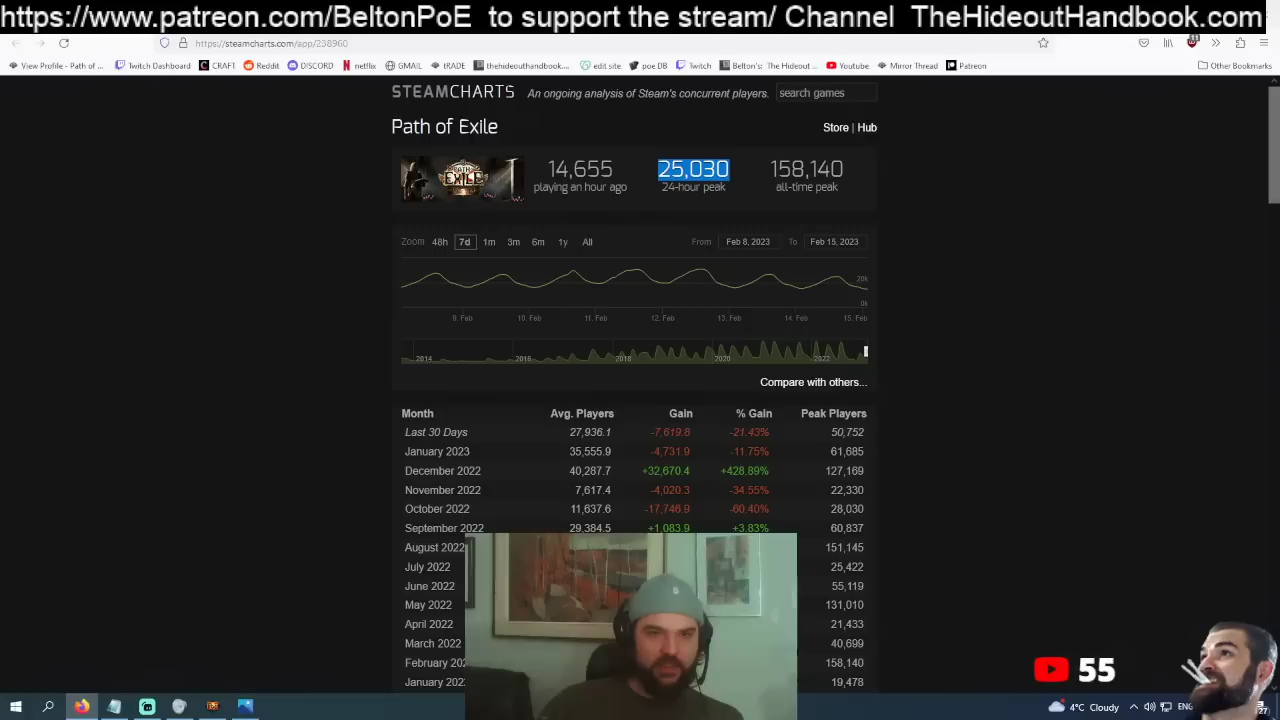 https://www.patreon.com/BeltonPoE to support the stream/ Channel TheHideoutHandbook.com
https://steamcharts.com/app/238960
View Profile - Path of... Twitch Dashboard CRAFT Reddit DISCORD netflix GMAIL tRADE thehideouthandbook.... edit site poe DB Twitch Belton's: The Hideout ... Youtube Mirror Thread Patreon Other Bookmarks
STEAMCHARTS An ongoing analysis of Steam's concurrent players. search games
Path of Exile Store | Hub
14,655 25,030 158,140
playing an hour ago 24-hour peak all-time peak
Zoom 48h 7d 1m 3m 6m 1y All From Feb 8, 2023 To Feb 15, 2023
20k
0k
9. Feb 10. Feb 11. Feb 12. Feb 13. Feb 14. Feb 15. Feb
2014 2016 2018 2020 2022
Compare with others...
Month Avg. Players Gain % Gain Peak Players
Last 30 Days 27,936.1 -7,619.8 -21.43% 50,752
January 2023 35,555.9 -4,731.9 -11.75% 61,685
December 2022 40,287.7 +32,670.4 +428.89% 127,169
November 2022 7,617.4 -4,020.3 -34.55% 22,330
October 2022 11,637.6 -17,746.9 -60.40% 28,030
September 2022 29,384.5 +1,083.9 +3.83% 60,837
August 2022 151,145
July 2022 25,422
June 2022 55,119
May 2022 131,010
April 2022 21,433
March 2022 40,699
February 202 158,140
January 202 19,478
55
4°C Cloudy ENG